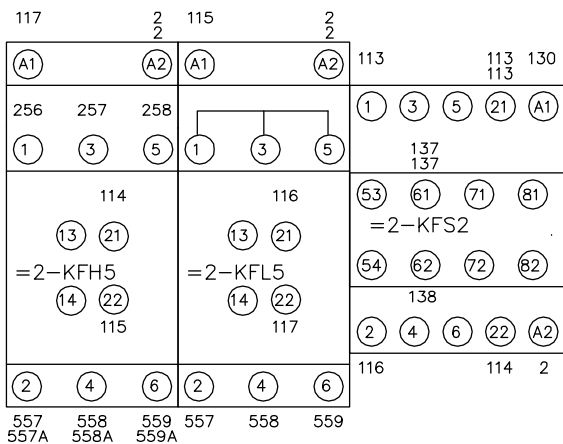 117 2 115 2
2 2
A1 A2 A1 A2 113 113 130
113
256 257 258 1 3 5 21 A1
1 3 5 1 3 5 137
137
114 116 53 61 71 81
13 21 13 21 =2-KFS2
=2-KFH5 =2-KFL5 54 62 72 82
14 22 14 22 138
115 117 2 4 6 22 A2
116 114 2
2 4 6 2 4 6
557 558 559 557 558 559
557A 558A 559A